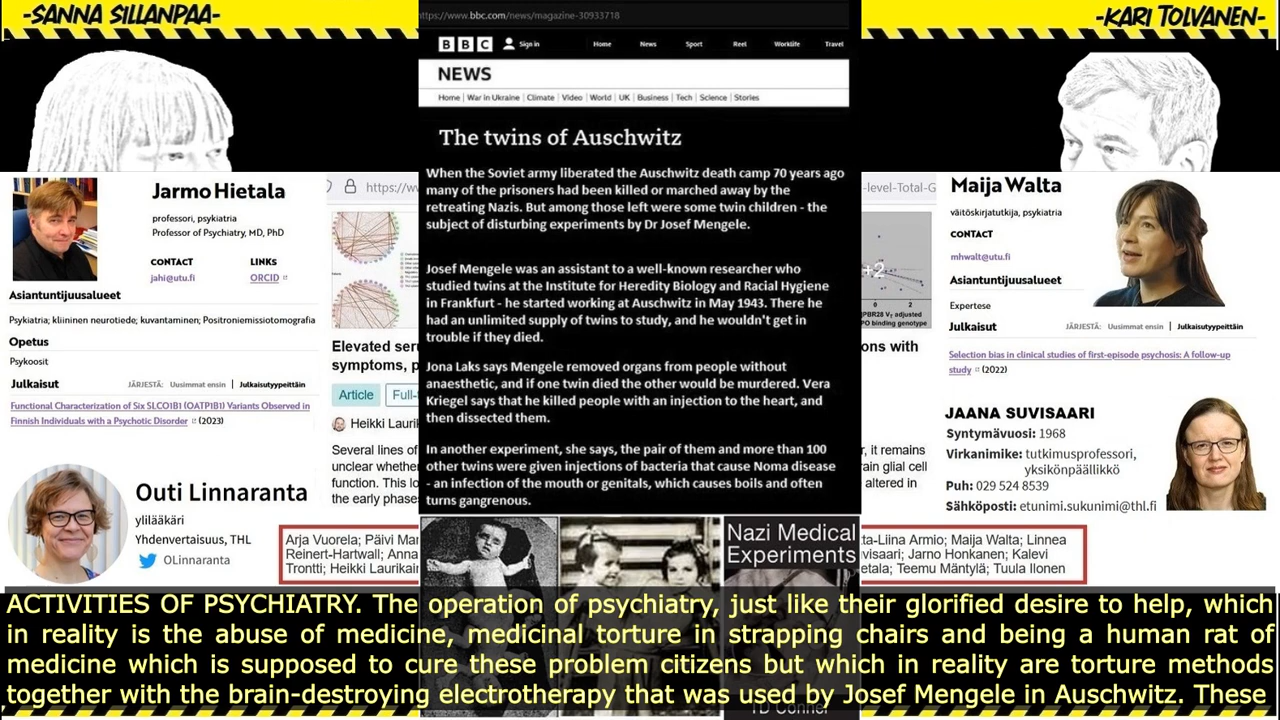 -SANNA SILLANPAA-
-KARI TOLVANEN-
https://www.bbc.com/news/magazine-30933718
BBC Sign in Home News Sport Reel Worklife Travel
NEWS
Home | War in Ukraine | Climate | Video | World | UK | Business | Tech | Science | Stories
The twins of Auschwitz
When the Soviet army liberated the Auschwitz death camp 70 years ago
many of the prisoners had been killed or marched away by the
retreating Nazis. But among those left were some twin children - the
subject of disturbing experiments by Dr Josef Mengele.
Josef Mengele was an assistant to a well-known researcher who
studied twins at the Institute for Heredity Biology and Racial Hygiene
in Frankfurt - he started working at Auschwitz in May 1943. There he
had an unlimited supply of twins to study, and he wouldn't get in
trouble if they died.
Jona Laks says Mengele removed organs from people without
anaesthetic, and if one twin died the other would be murdered. Vera
Kriegel says that he killed people with an injection to the heart, and
then dissected them.
In another experiment, she says, the pair of them and more than 100
other twins were given injections of bacteria that cause Noma disease
- an infection of the mouth or genitals, which causes boils and often
turns gangrenous.
Nazi Medical
Experiments
Jarmo Hietala
professori, psykiatria
Professor of Psychiatry, MD, PhD
CONTACT LINKS
jahi@utu.fi ORCID
Asiantuntijuusalueet
Psykiatria; kliininen neurotiede; kuvantaminen; Positroniemissiotomografia
Opetus
Psykoosit
Julkaisut JÄRJESTÄ: Uusimmat ensin | Julkaisutyypeittäin
Functional Characterization of Six SLCO1B1 (OATP1B1) Variants Observed in
Finnish Individuals with a Psychotic Disorder (2023)
Outi Linnaranta
ylilääkäri
Yhdenvertaisuus, THL
OLinnaranta
https://w
Elevated ser
symptoms, p
Article Full-
Heikki Laurik
Several lines of
unclear whether
function. This lo
the early phase
Arja Vuorela; Päivi Mar
Reinert-Hartwall; Anna
Trontti; Heikki Laurikain
-level-Total-G
+2
0 2
PBR28 VT adjusted
PO binding genotype
ons with
r, it remains
ain glial cell
altered in
ta-Liina Armio; Maija Walta; Linnea
visaari; Jarno Honkanen; Kalevi
etala; Teemu Mäntylä; Tuula Ilonen
Maija Walta
väitöskirjatutkija, psykiatria
CONTACT
mhwalt@utu.fi
Asiantuntijuusalueet
Expertese
Julkaisut JÄRJESTÄ: Uusimmat ensin | Julkaisutyypeittäin
Selection bias in clinical studies of first-episode psychosis: A follow-up
study (2022)
JAANA SUVISAARI
Syntymävuosi: 1968
Virkanimike: tutkimusprofessori,
yksikönpäällikkö
Puh: 029 524 8539
Sähköposti: etunimi.sukunimi@thl.fi
ACTIVITIES OF PSYCHIATRY. The operation of psychiatry, just like their glorified desire to help, which
in reality is the abuse of medicine, medicinal torture in strapping chairs and being a human rat of
medicine which is supposed to cure these problem citizens but which in reality are torture methods
together with the brain-destroying electrotherapy that was used by Josef Mengele in Auschwitz. These